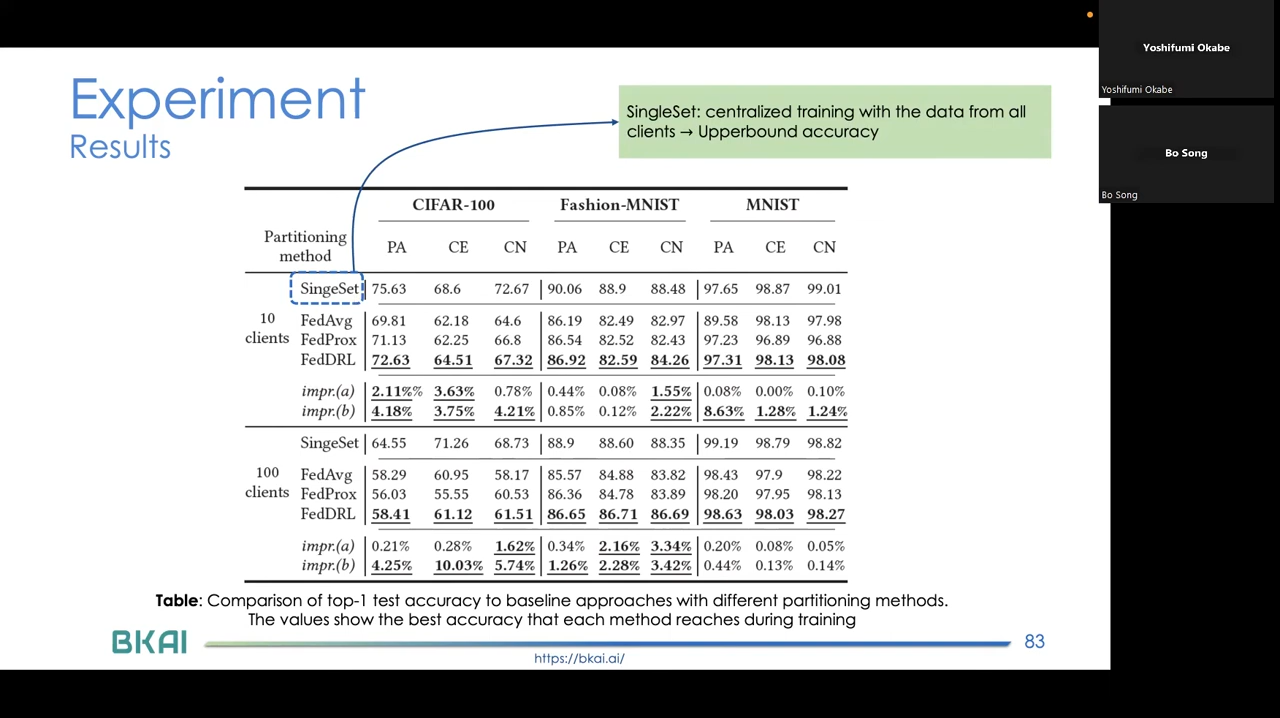 Experiment
Results
SingleSet: centralized training with the data from all
clients → Upperbound accuracy
CIFAR-100 Fashion-MNIST MNIST
Partitioning
method
PA CE CN PA CE CN PA CE CN
SingeSet 75.63 68.6 72.67 90.06 88.9 88.48 97.65 98.87 99.01
10
clients
FedAvg 69.81 62.18 64.6 86.19 82.49 82.97 89.58 98.13 97.98
FedProx 71.13 62.25 66.8 86.54 82.52 82.43 97.23 96.89 96.88
FedDRL 72.63 64.51 67.32 86.92 82.59 84.26 97.31 98.13 98.08
impr.(a) 2.11%% 3.63% 0.78% 0.44% 0.08% 1.55% 0.08% 0.00% 0.10%
impr.(b) 4.18% 3.75% 4.21% 0.85% 0.12% 2.22% 8.63% 1.28% 1.24%
SingeSet 64.55 71.26 68.73 88.9 88.60 88.35 99.19 98.79 98.82
100
clients
FedAvg 58.29 60.95 58.17 85.57 84.88 83.82 98.43 97.9 98.22
FedProx 56.03 55.55 60.53 86.36 84.78 83.89 98.20 97.95 98.13
FedDRL 58.41 61.12 61.51 86.65 86.71 86.69 98.63 98.03 98.27
impr.(a) 0.21% 0.28% 1.62% 0.34% 2.16% 3.34% 0.20% 0.08% 0.05%
impr.(b) 4.25% 10.03% 5.74% 1.26% 2.28% 3.42% 0.44% 0.13% 0.14%
Table: Comparison of top-1 test accuracy to baseline approaches with different partitioning methods.
The values show the best accuracy that each method reaches during training
BKAI
83
https://bkai.ai/
Yoshifumi Okabe
Yoshifumi Okabe
Bo Song
Bo Song